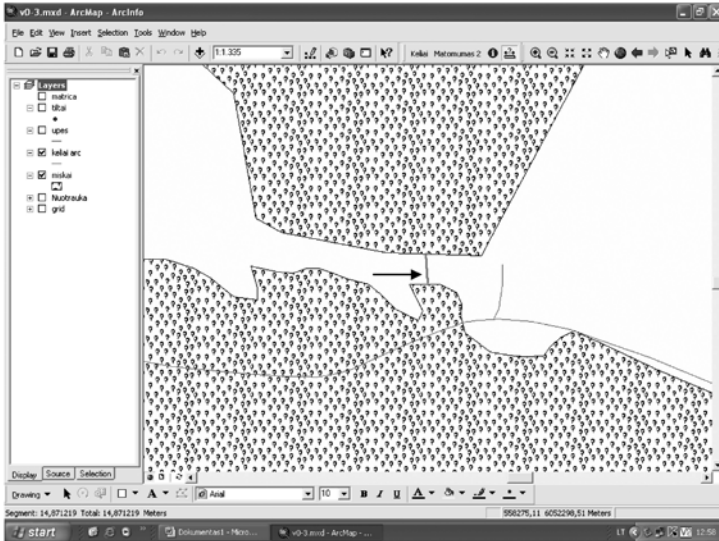 v0-3.mxd - ArcMap - ArcInfo
File Edit View Insert Selection Tools Window Help
1:1 335
Keliai Matomumas 2
Layers
matrica
tiltai
upes
keliai arc
miskai
Nuotrauka
grid
Display Source Selection
Drawing A Arial 10 B I U A
Segment: 14,871219 Total: 14,871219 Meters 558275,11 6052298,51 Meters
start Dokumentas1 - Micro... v0-3.mxd - ArcMap - ... LT 12:58